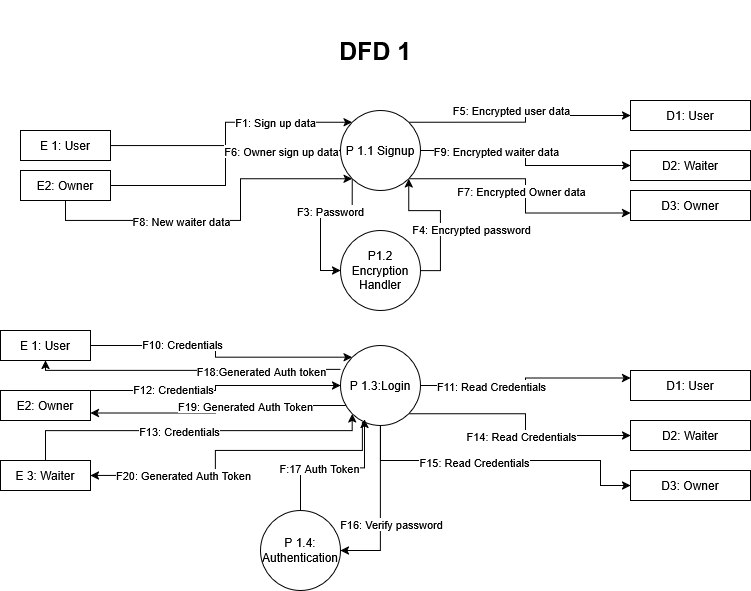 DFD 1
F5: Encrypted user data
D1: User
F1: Sign up data
E 1: User
F6: Owner sign up data
P 1.1 Signup
F9: Encrypted waiter data
D2: Waiter
E2: Owner
F7: Encrypted Owner data
D3: Owner
F8: New waiter data
F3: Password
F4: Encrypted password
P1.2
Encryption
Handler
E 1: User
F10: Credentials
F18:Generated Auth token
P 1.3:Login
F11: Read Credentials
D1: User
F12: Credentials
E2: Owner
F19: Generated Auth Token
F13: Credentials
F14: Read Credentials
D2: Waiter
E 3: Waiter
F20: Generated Auth Token
F:17 Auth Token
F15: Read Credentials
D3: Owner
F16: Verify password
P 1.4:
Authentication